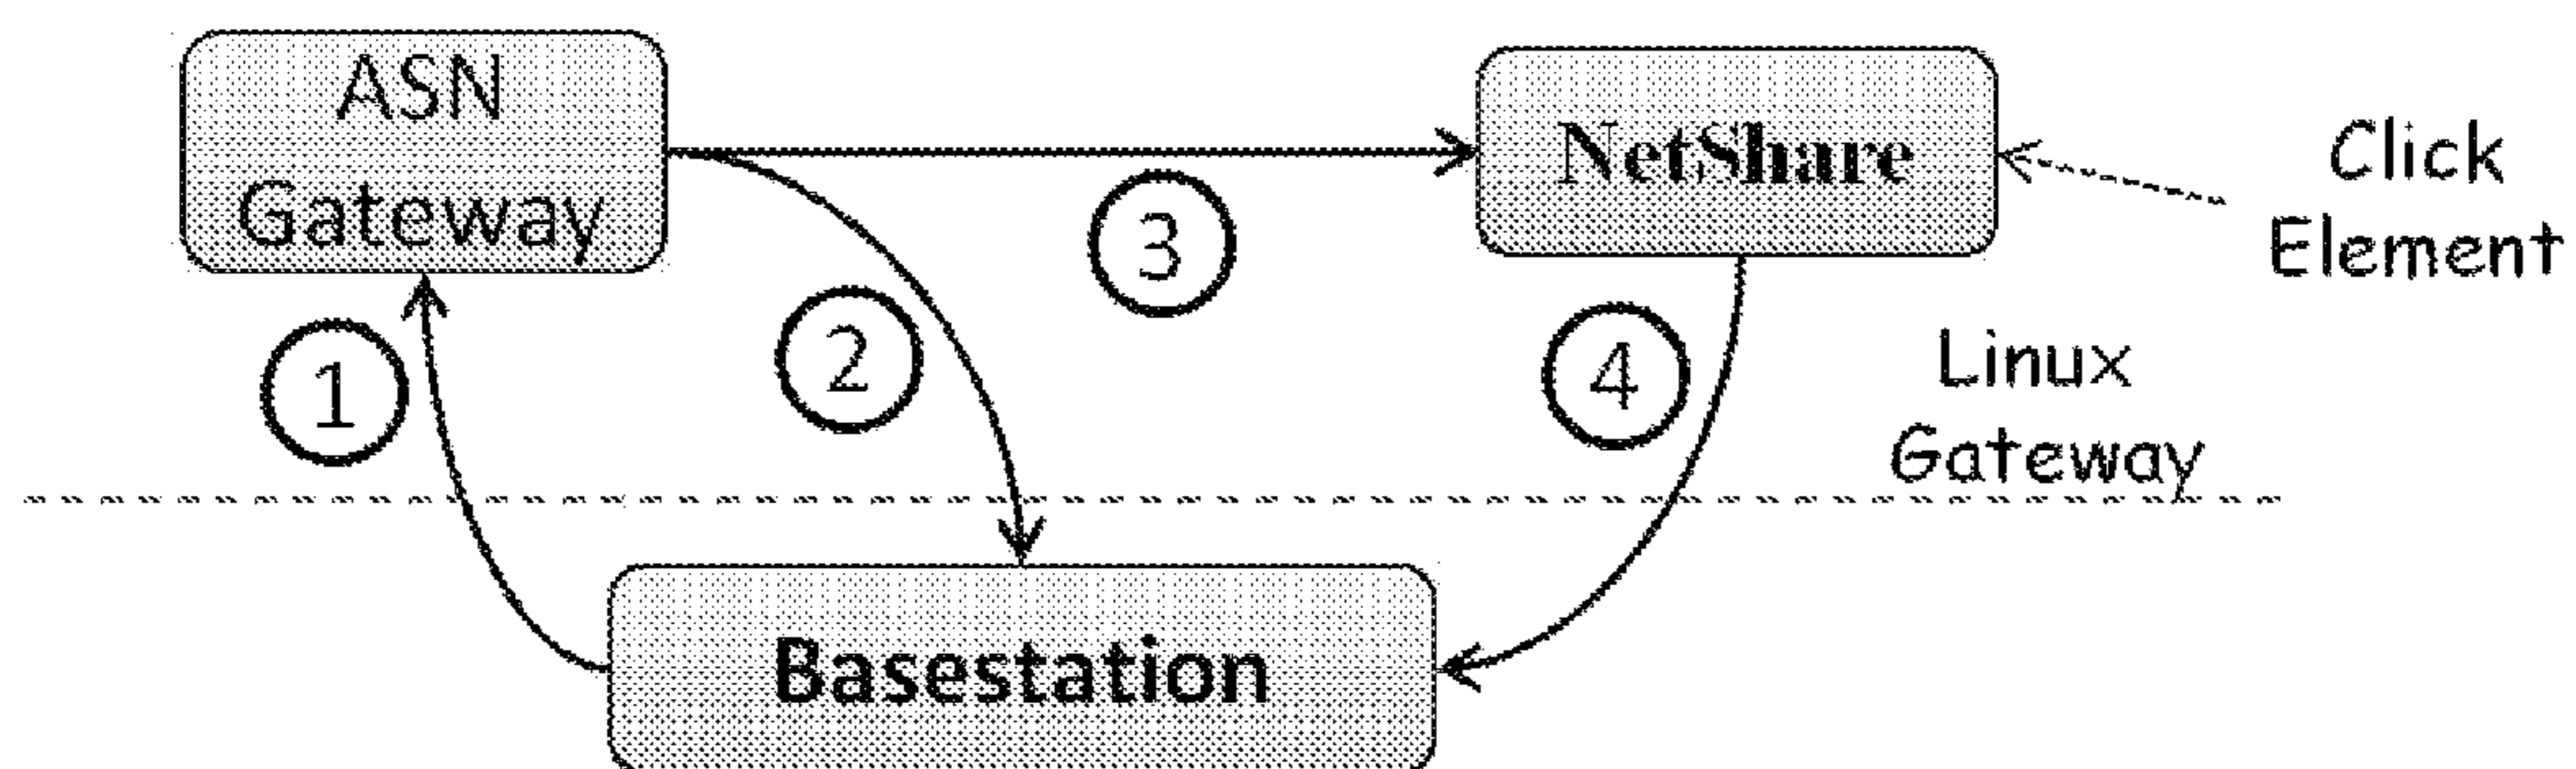 ASN
Gateway
NetShare
Click
Element
3
2
1
4
Linux
Gateway
Basestation